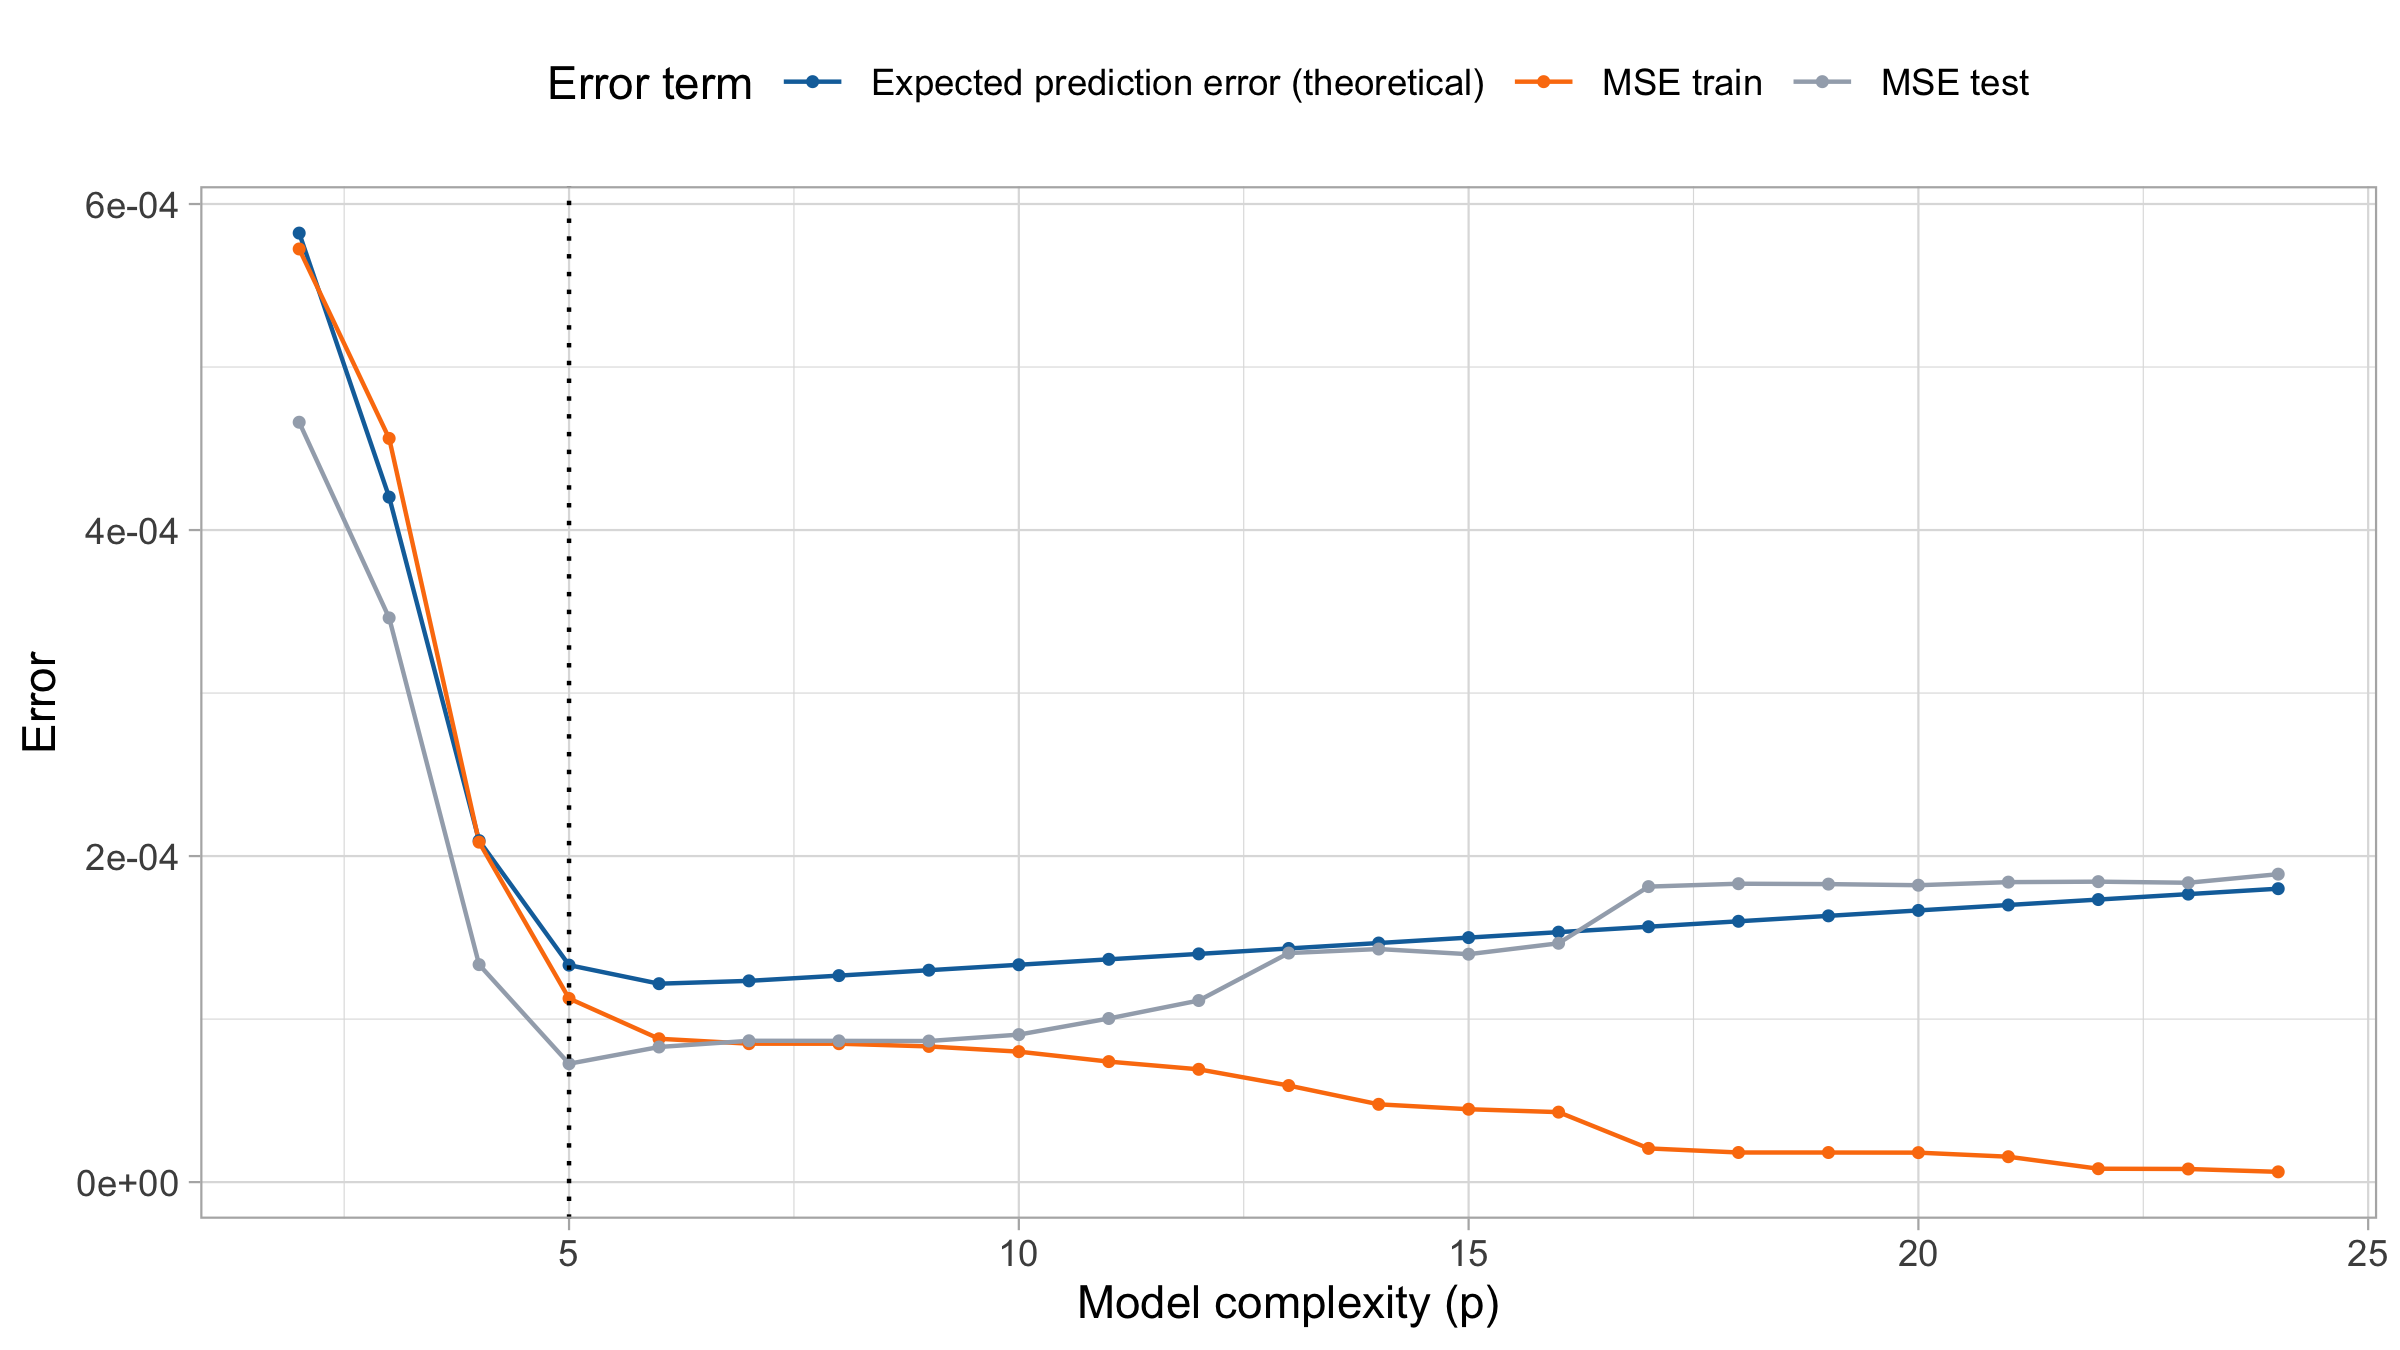 Error term Expected prediction error (theoretical) MSE train MSE test
6e-04
4e-04
2e-04
0e+00
Error
5 10 15 20 25
Model complexity (p)